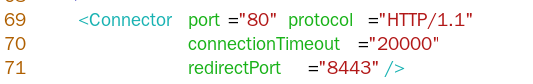 69 <Connector port ="80" protocol ="HTTP/1.1"
70 connectionTimeout ="20000"
71 redirectPort ="8443" />